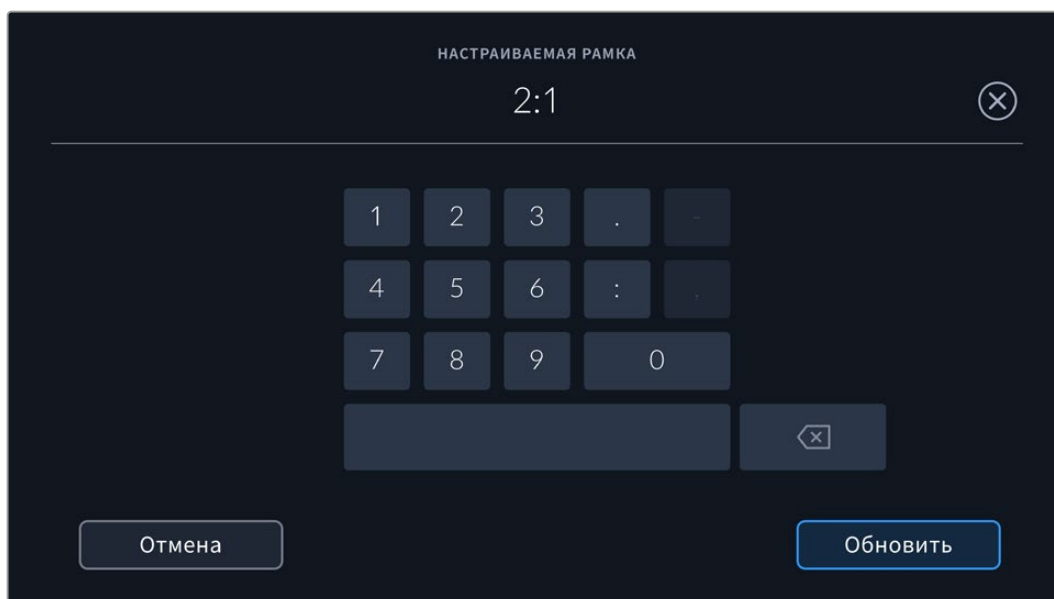 НАСТРАИВАЕМАЯ РАМКА
2:1
1 2 3 . -
4 5 6 : ,
7 8 9 0
Отмена Обновить